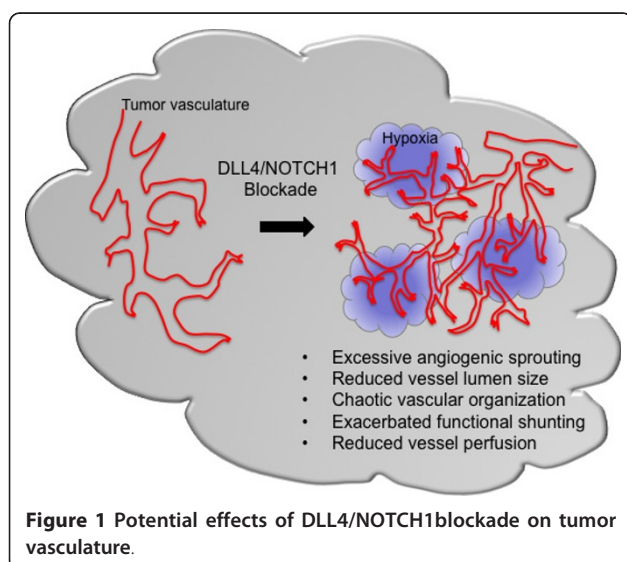 Tumor vasculature
DLL4/NOTCH1
Blockade
Hypoxia
• Excessive angiogenic sprouting
• Reduced vessel lumen size
• Chaotic vascular organization
• Exacerbated functional shunting
• Reduced vessel perfusion
Figure 1 Potential effects of DLL4/NOTCH1blockade on tumor
vasculature.